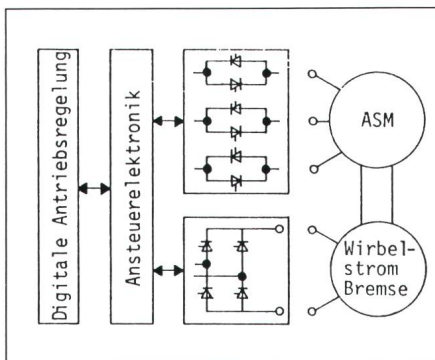 Digitale Antriebsregelung
Ansteuerelektronik
ASM
Wirbel-
strom
Bremse